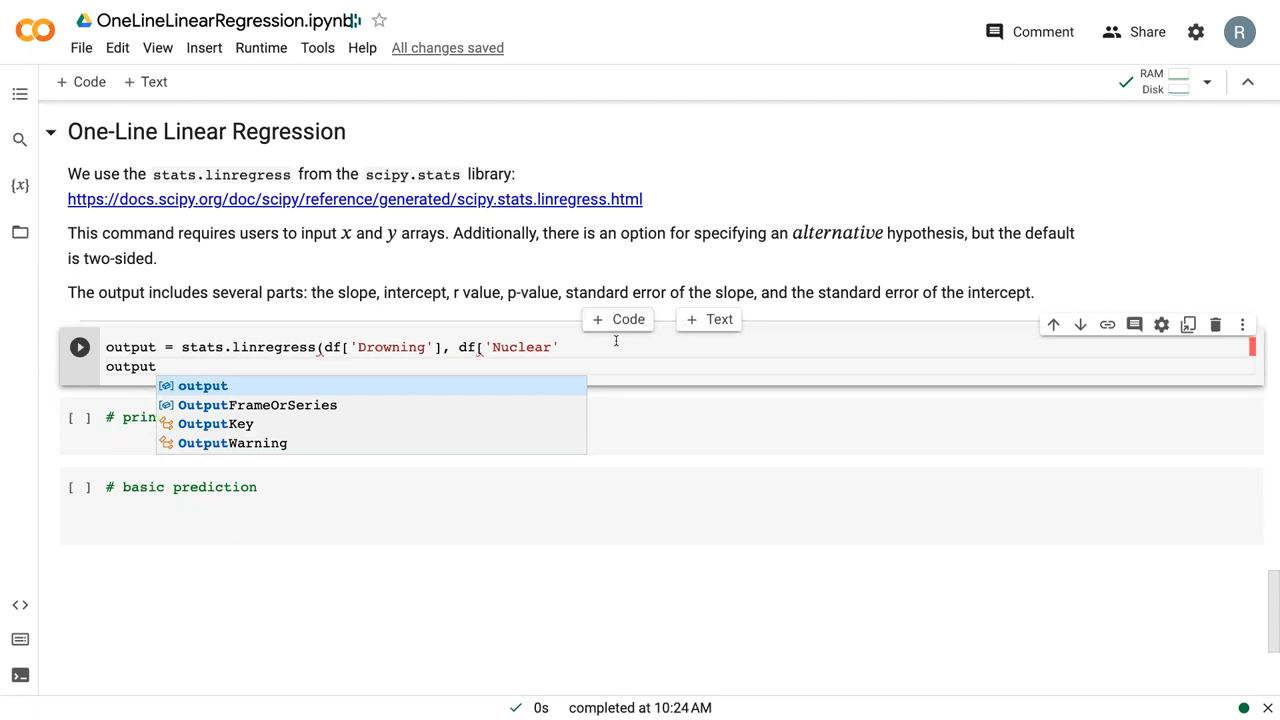 OneLineLinearRegression.ipynb
File Edit View Insert Runtime Tools Help All changes saved
Comment Share R
+ Code + Text
RAM
Disk
One-Line Linear Regression
We use the stats.linregress from the scipy.stats library:
https://docs.scipy.org/doc/scipy/reference/generated/scipy.stats.linregress.html
This command requires users to input x and y arrays. Additionally, there is an option for specifying an alternative hypothesis, but the default
is two-sided.
The output includes several parts: the slope, intercept, r value, p-value, standard error of the slope, and the standard error of the intercept.
+ Code + Text
output = stats.linregress(df['Drowning'], df['Nuclear'
output
output
OutputFrameOrSeries
OutputKey
OutputWarning
[ ] # prin
[ ] # basic prediction
0s completed at 10:24 AM